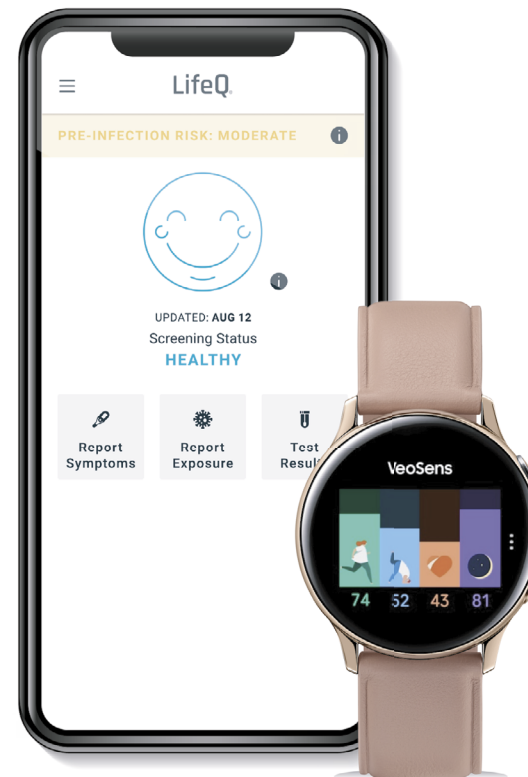 LifeQ
PRE-INFECTION RISK: MODERATE
UPDATED: AUG 12
Screening Status
HEALTHY
Report
Symptoms
Report
Exposure
Test
VeoSens
74 52 43 81